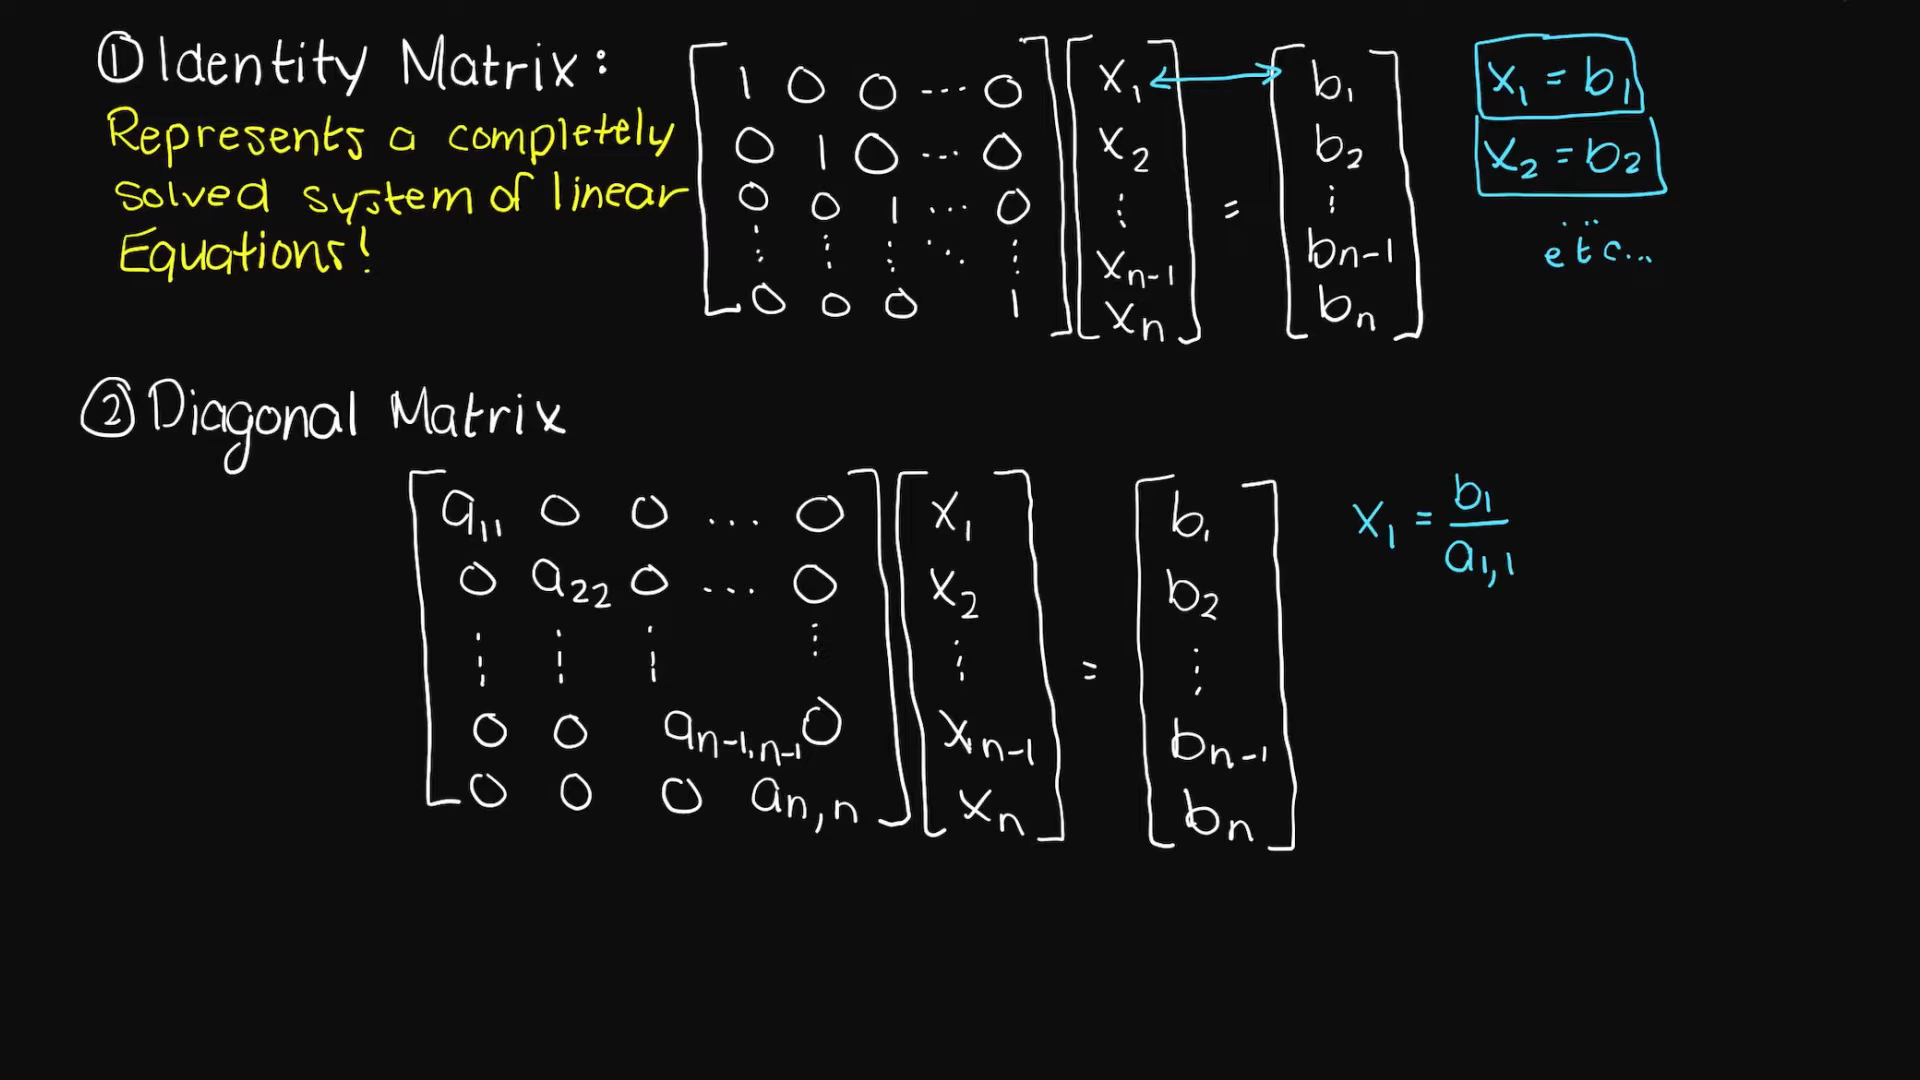 ① Identity Matrix:
Represents a completely
solved system of linear
Equations!
1 0 0 ... 0
0 1 0 ... 0
0 0 1 ... 0
⋮ ⋮ ⋮ ⋱ ⋮
0 0 0 1
x₁
x₂
⋮
xₙ₋₁
xₙ
=
b₁
b₂
⋮
bₙ₋₁
bₙ
x₁ = b₁
x₂ = b₂
etc...
② Diagonal Matrix
a₁₁ 0 0 ... 0
0 a₂₂ 0 ... 0
⋮ ⋮ ⋮ ⋮
0 0 aₙ₋₁,ₙ₋₁ 0
0 0 0 aₙ,ₙ
x₁
x₂
⋮
xₙ₋₁
xₙ
=
b₁
b₂
⋮
bₙ₋₁
bₙ
x₁ = b₁/a₁,₁